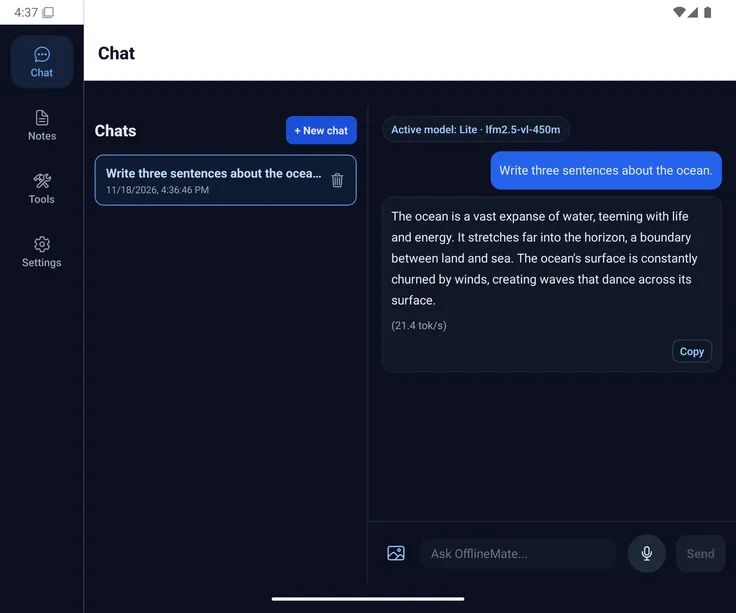 4:37
Chat
Chat
Notes
Tools
Settings
Chats
+ New chat
Write three sentences about the ocea...
11/18/2026, 4:36:46 PM
Active model: Lite · lfm2.5-vl-450m
Write three sentences about the ocean.
The ocean is a vast expanse of water, teeming with life
and energy. It stretches far into the horizon, a boundary
between land and sea. The ocean's surface is constantly
churned by winds, creating waves that dance across its
surface.
(21.4 tok/s)
Copy
Ask OfflineMate...
Send